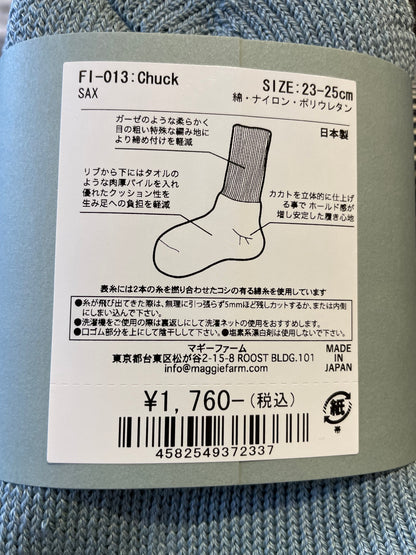 FI-013:Chuck
SAX
SIZE:23-25cm
綿・ナイロン・ポリウレタン
日本製
ガーゼのような柔らかく
目の粗い特殊な編み地に
より締め付けを軽減
リブから下にはタオルの
ような肉厚パイルを入れ
優れたクッション性を
生み足への負担を軽減
カカトを立体的に仕上げ
る事で ホールド感が
増し安定した履き心地
表糸には2本の糸を撚り合わせたコシの有る綿糸を使用しています
●糸が飛び出てきた際は、無理に引っ張らず5mmほど残しカットするか、または内側
にしまい込んで下さい。
●洗濯機をご使用の際は裏返しにして洗濯ネットの使用をおすすめします。
●口ゴム部分を上にして陰干しして下さい。●塩素系漂白剤は使用しないで下さい。
マギーファーム
東京都台東区松が谷2-15-8 ROOST BLDG.101
info@maggiefarm.com
MADE
IN
JAPAN
¥1,760-(税込)
紙
帯
4582549372337